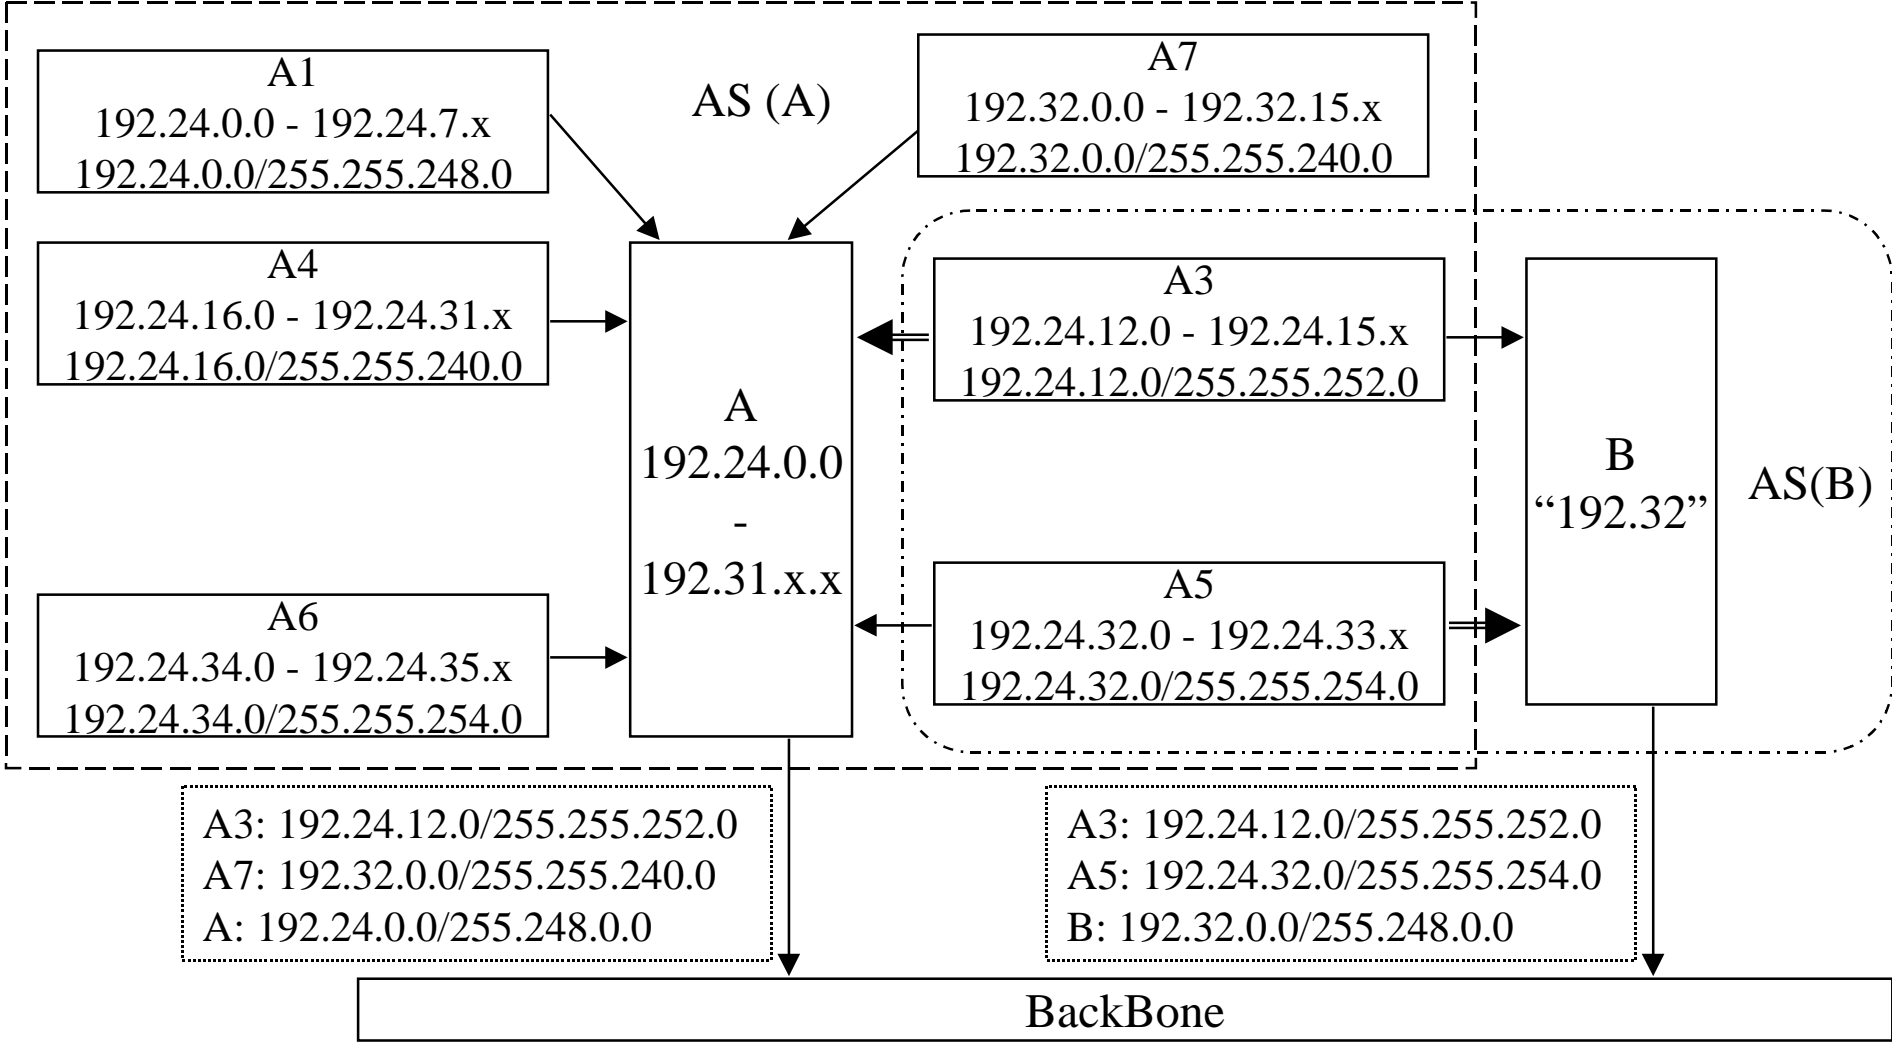 A1
192.24.0.0 - 192.24.7.x
192.24.0.0/255.255.248.0
AS (A)
A7
192.32.0.0 - 192.32.15.x
192.32.0.0/255.255.240.0
A4
192.24.16.0 - 192.24.31.x
192.24.16.0/255.255.240.0
A
192.24.0.0
-
192.31.x.x
A3
192.24.12.0 - 192.24.15.x
192.24.12.0/255.255.252.0
B
“192.32”
AS(B)
A6
192.24.34.0 - 192.24.35.x
192.24.34.0/255.255.254.0
A5
192.24.32.0 - 192.24.33.x
192.24.32.0/255.255.254.0
A3: 192.24.12.0/255.255.252.0
A7: 192.32.0.0/255.255.240.0
A: 192.24.0.0/255.248.0.0
A3: 192.24.12.0/255.255.252.0
A5: 192.24.32.0/255.255.254.0
B: 192.32.0.0/255.248.0.0
BackBone